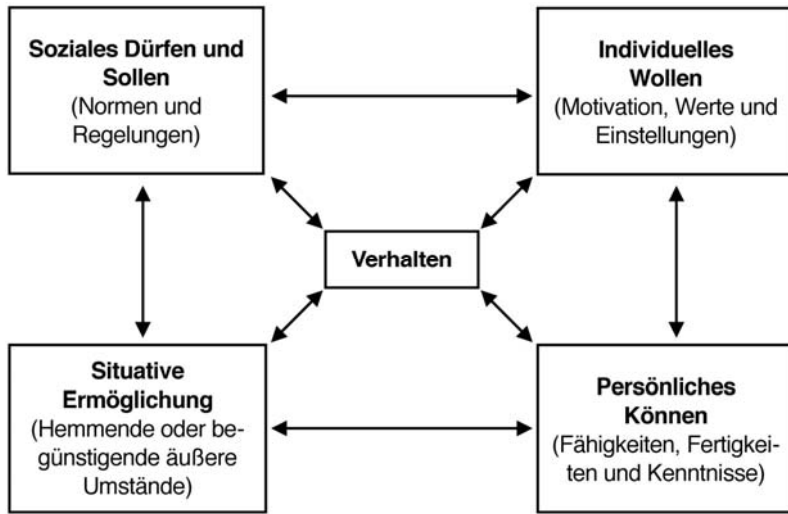 Soziales Dürfen und
Sollen
(Normen und
Regelungen)
Individuelles
Wollen
(Motivation, Werte und
Einstellungen)
Verhalten
Situative
Ermöglichung
(Hemmende oder be-
günstigende äußere
Umstände)
Persönliches
Können
(Fähigkeiten, Fertigkei-
ten und Kenntnisse)